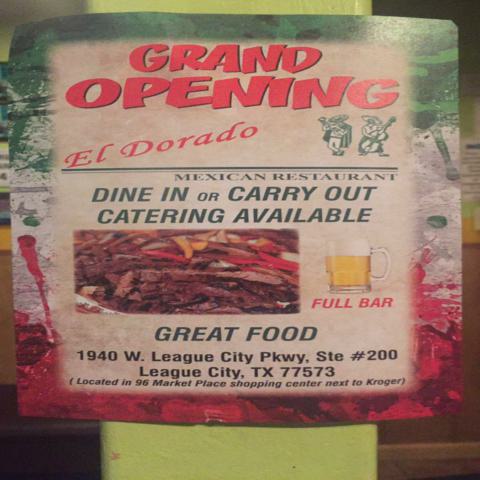 GRAND
OPENING
El Dorado
MEXICAN RESTAURANT
DINE IN OR CARRY OUT
CATERING AVAILABLE
FULL BAR
GREAT FOOD
1940 W. League City Pkwy, Ste #200
League City, TX 77573
( Located in 96 Market Place shopping center next to Kroger)